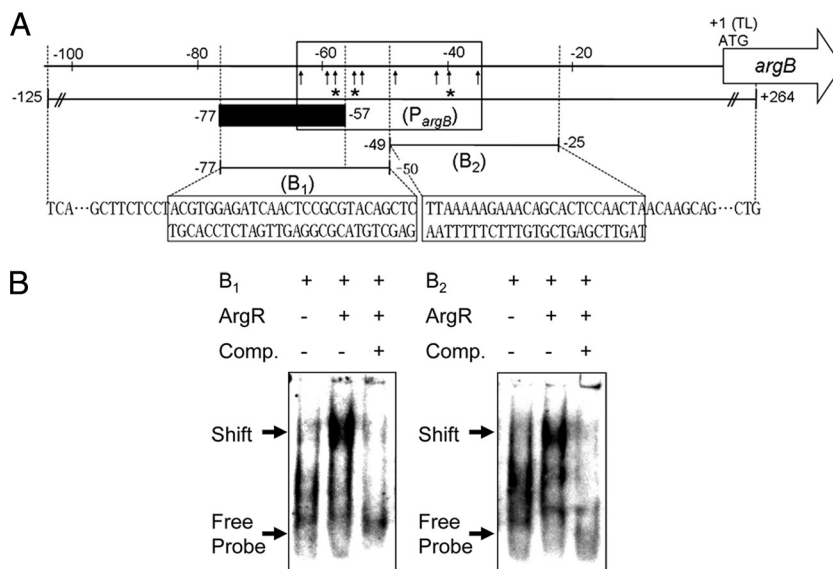 A
+1 (TL)
-100 -80 -60 -40 -20 ATG
argB
* * *
-125 // // +264
-77 -57 (PargB)
-49 -25
(B2)
-77 -50
(B1)
TCA···GCTTCTCCTACGTGGAGATCAACTCCGCGTACAGCTC TTAAAAAGAAACAGCACTCCAACTAACAAGCAG···CTG
TGCACCTCTAGTTGAGGCGCATGTCGAG AATTTTTCTTTGTGCTGAGCTTGAT
B
B1 + + + B2 + + +
ArgR - + + ArgR - + +
Comp. - - + Comp. - - +
Shift Shift
Free Free
Probe Probe